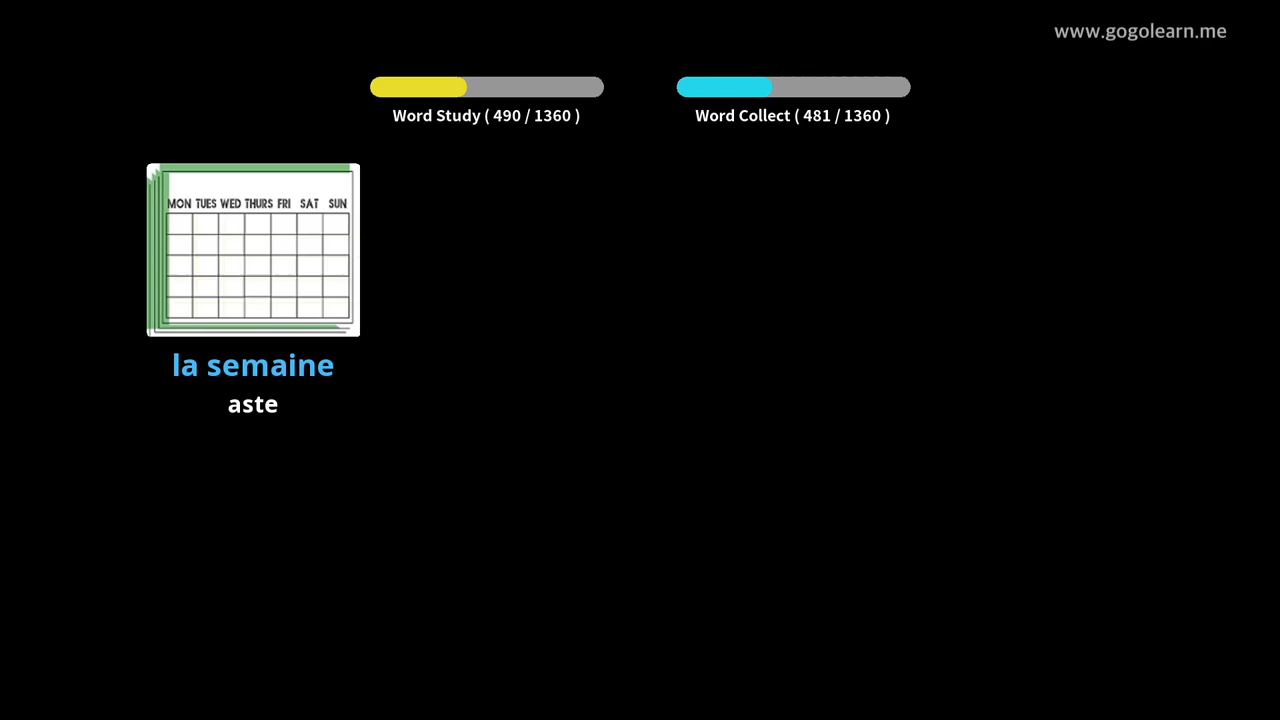 www.gogolearn.me
Word Study ( 490 / 1360 )
Word Collect ( 481 / 1360 )
MON TUES WED THURS FRI SAT SUN
la semaine
aste